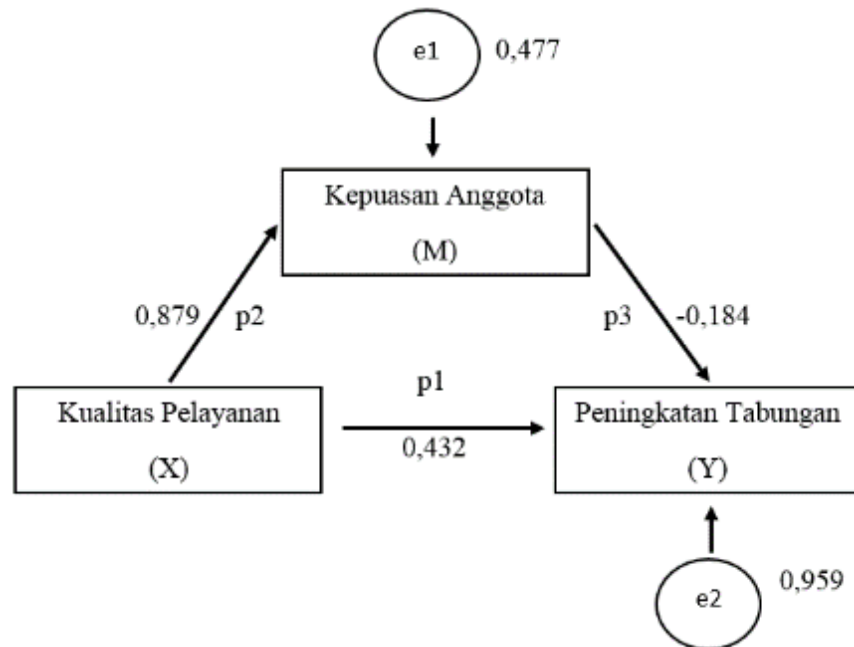 e1
0,477
Kepuasan Anggota
(M)
0,879
p2
p3
-0,184
p1
Kualitas Pelayanan
(X)
0,432
Peningkatan Tabungan
(Y)
e2
0,959